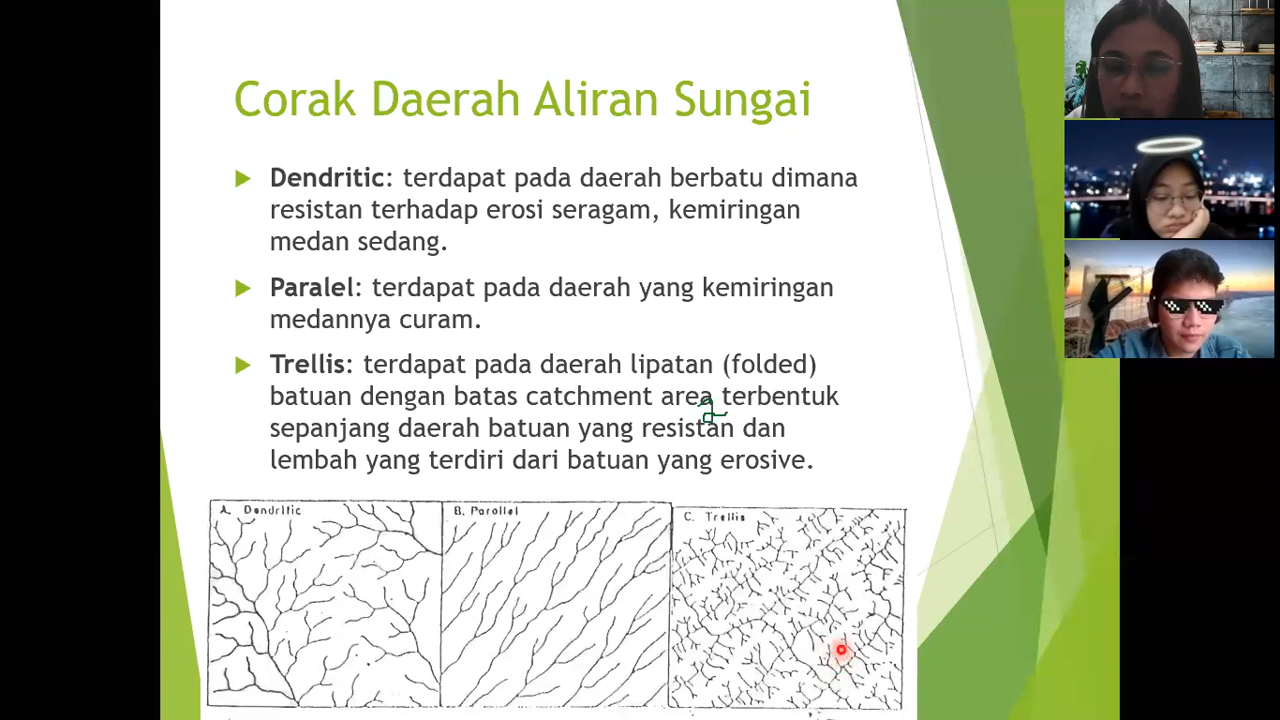 Corak Daerah Aliran Sungai
Dendritic: terdapat pada daerah berbatu dimana
resistan terhadap erosi seragam, kemiringan
medan sedang.
Paralel: terdapat pada daerah yang kemiringan
medannya curam.
Trellis: terdapat pada daerah lipatan (folded)
batuan dengan batas catchment area terbentuk
sepanjang daerah batuan yang resistan dan
lembah yang terdiri dari batuan yang erosive.
A. Dendritic
B. Parallel
C. Trellis